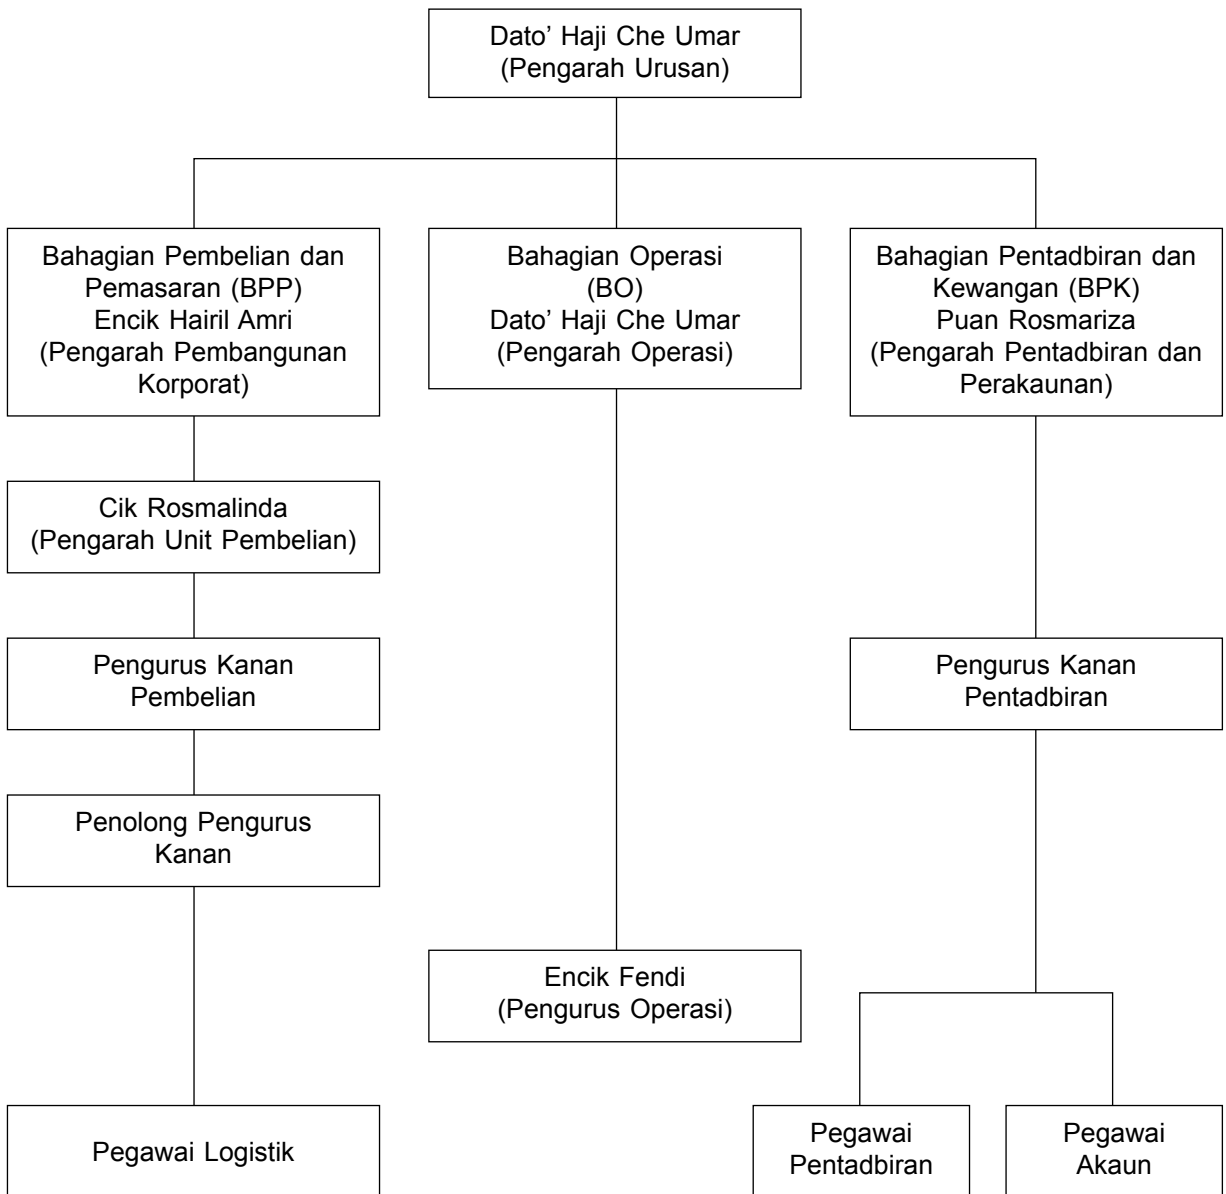 Dato’ Haji Che Umar
(Pengarah Urusan)
Bahagian Pembelian dan
Pemasaran (BPP)
Encik Hairil Amri
(Pengarah Pembangunan
Korporat)
Bahagian Operasi
(BO)
Dato’ Haji Che Umar
(Pengarah Operasi)
Bahagian Pentadbiran dan
Kewangan (BPK)
Puan Rosmariza
(Pengarah Pentadbiran dan
Perakaunan)
Cik Rosmalinda
(Pengarah Unit Pembelian)
Pengurus Kanan
Pembelian
Pengurus Kanan
Pentadbiran
Penolong Pengurus
Kanan
Encik Fendi
(Pengurus Operasi)
Pegawai Logistik
Pegawai
Pentadbiran
Pegawai
Akaun